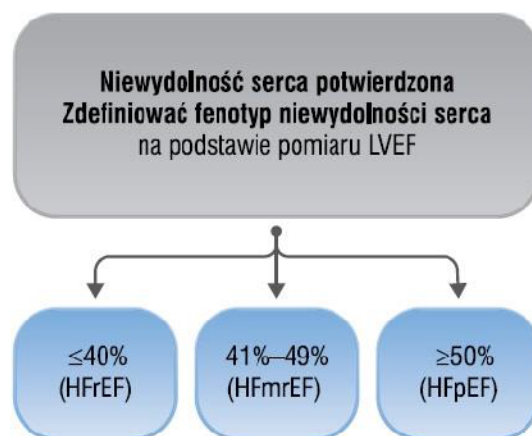 Niewydolność serca potwierdzona
Zdefiniować fenotyp niewydolności serca
na podstawie pomiaru LVEF
≤40%
(HFrEF)
41%–49%
(HFmrEF)
≥50%
(HFpEF)